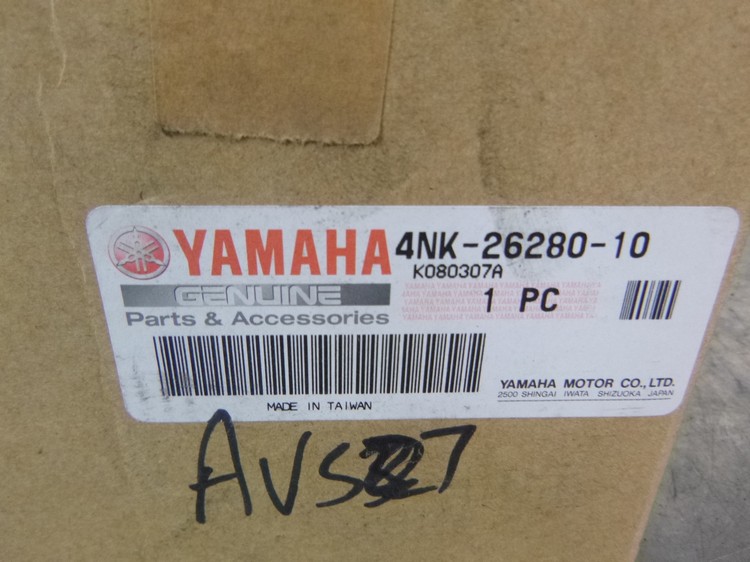 YAMAHA
4NK-26280-10
K080307A
GENUINE
1 PC
Parts & Accessories
MADE IN TAIWAN
YAMAHA MOTOR CO., LTD.
2500 SHINGAI IWATA SHIZUOKA JAPAN